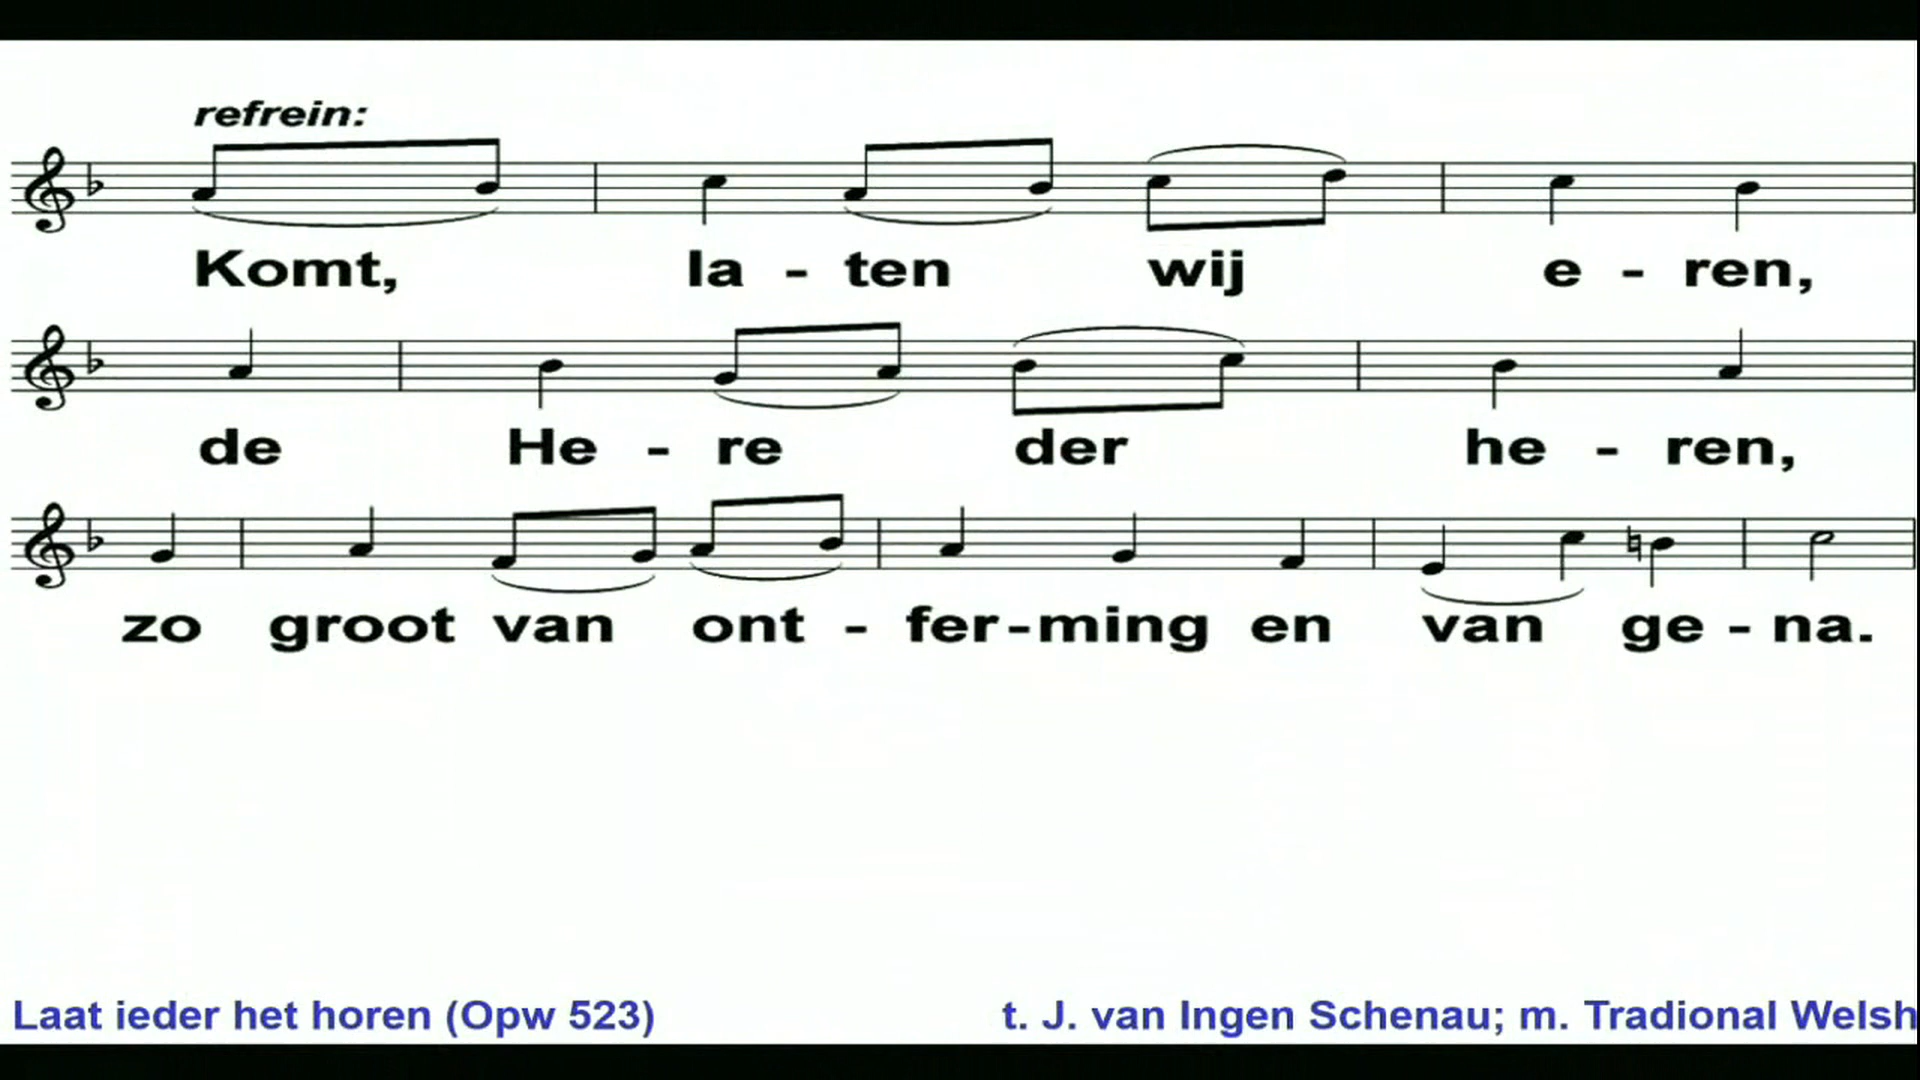 refrein:
Komt, la - ten wij e - ren,
de He - re der he - ren,
zo groot van ont - fer-ming en van ge - na.
Laat ieder het horen (Opw 523) t. J. van Ingen Schenau; m. Tradional Welsh